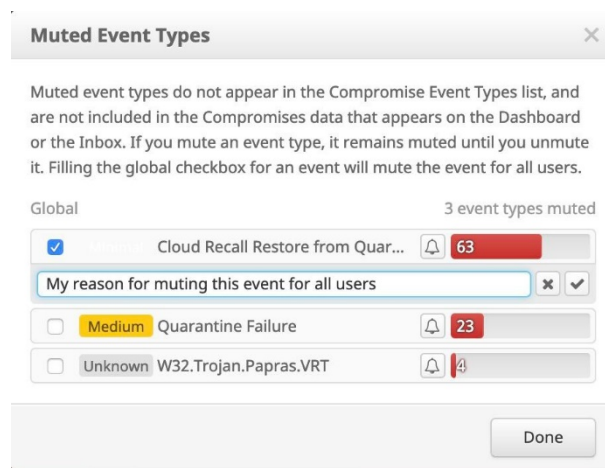 Muted Event Types
Muted event types do not appear in the Compromise Event Types list, and
are not included in the Compromises data that appears on the Dashboard
or the Inbox. If you mute an event type, it remains muted until you unmute
it. Filling the global checkbox for an event will mute the event for all users.
Global 3 event types muted
Cloud Recall Restore from Quar... 63
My reason for muting this event for all users
Medium Quarantine Failure 23
Unknown W32.Trojan.Papras.VRT 4
Done